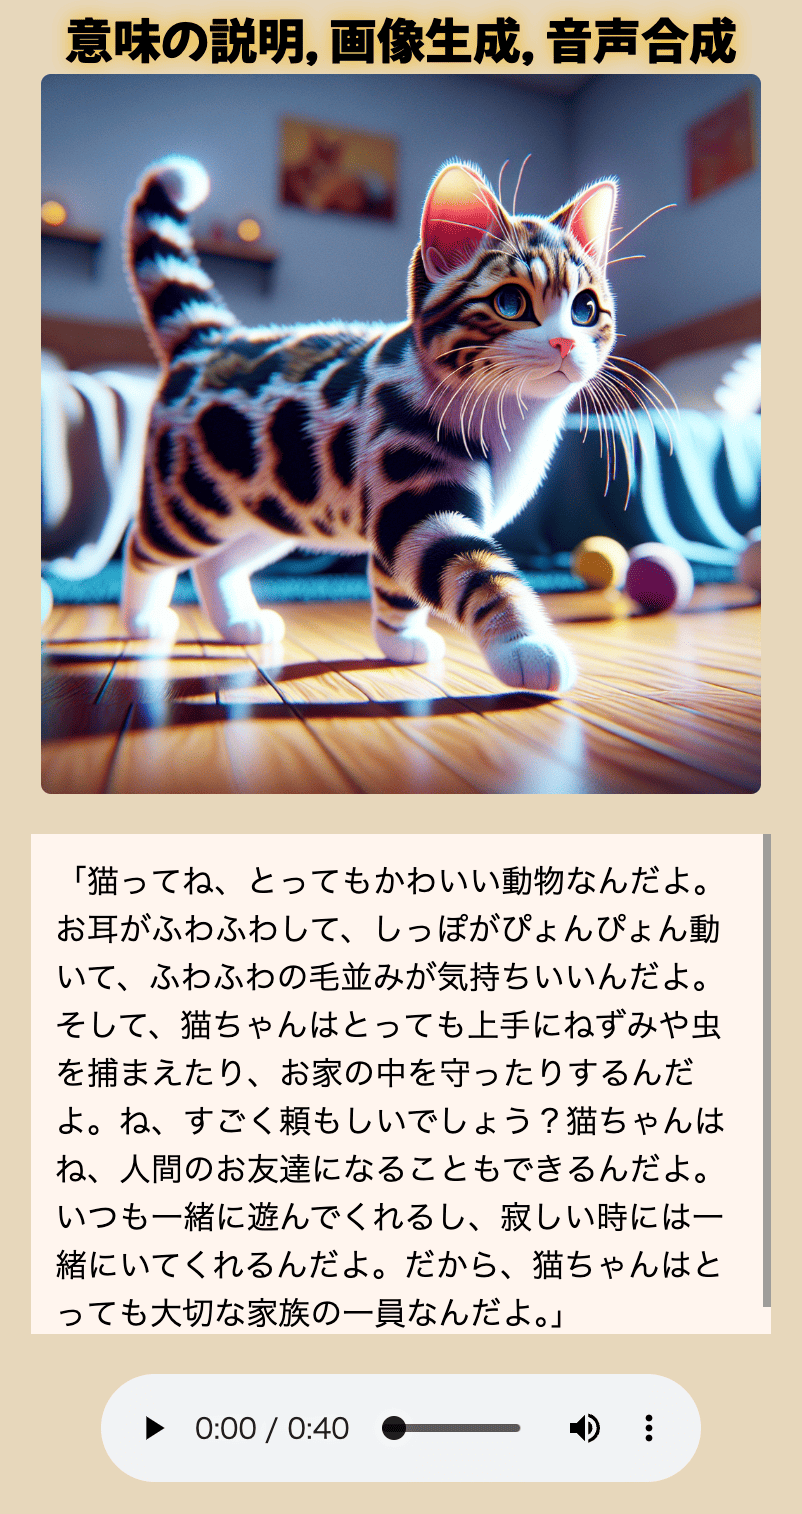 意味の説明, 画像生成, 音声合成
「猫ってね、とってもかわいい動物なんだよ。
お耳がふわふわして、しっぽがぴょんぴょん動
いて、ふわふわの毛並みが気持ちいいんだよ。
そして、猫ちゃんはとっても上手にねずみや虫
を捕まえたり、お家の中を守ったりするんだ
よ。ね、すごく頼もしいでしょう？猫ちゃんは
ね、人間のお友達になることもできるんだよ。
いつも一緒に遊んでくれるし、寂しい時には一
緒にいてくれるんだよ。だから、猫ちゃんはと
っても大切な家族の一員なんだよ。」
0:00 / 0:40